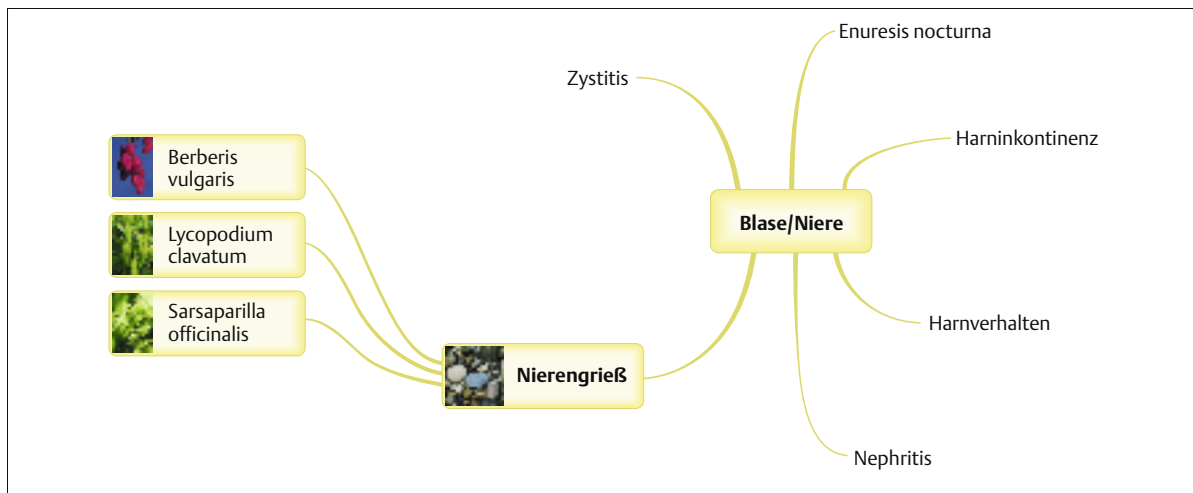 Enuresis nocturna
Zystitis
Harninkontinenz
Berberis
vulgaris
Blase/Niere
Lycopodium
clavatum
Sarsaparilla
officinalis
Harnverhalten
Nierengrieß
Nephritis